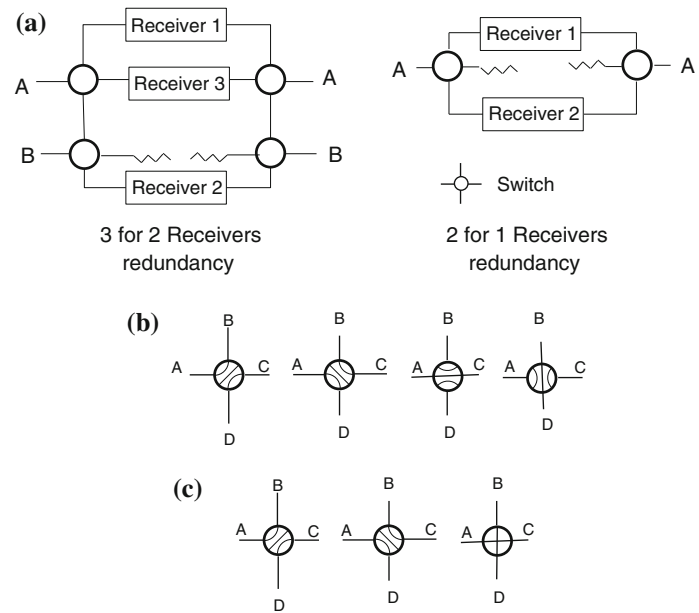 (a)
Receiver 1
A
Receiver 3
A
B
B
Receiver 2
3 for 2 Receivers
redundancy
Receiver 1
A
A
Receiver 2
Switch
2 for 1 Receivers
redundancy
(b)
B
A
C
D
B
A
C
D
B
A
C
D
B
A
C
D
(c)
B
A
C
D
B
A
C
D
B
A
C
D